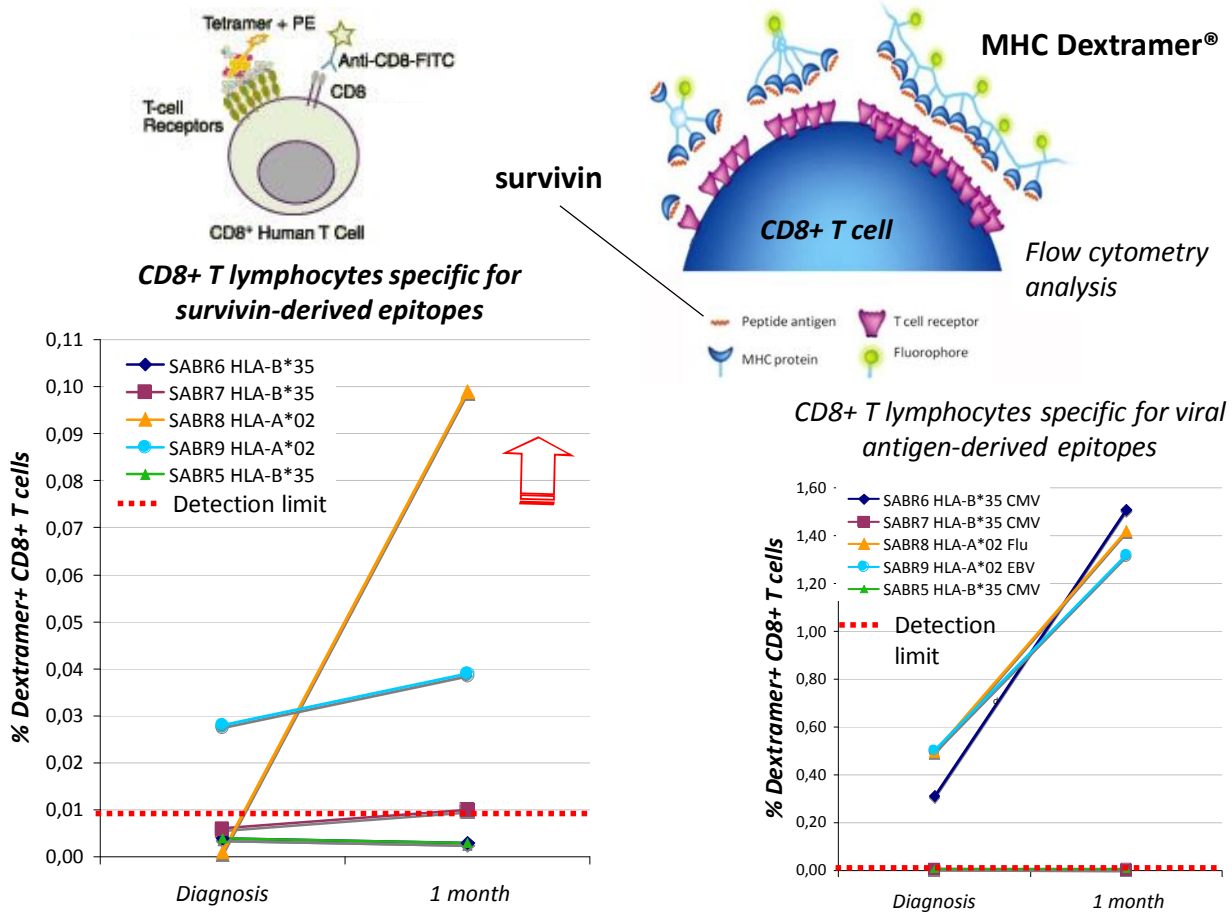 Tetramer + PE
Anti-CD8-FITC
CD8
T-cell
Receptors
CD8+ Human T Cell
MHC Dextramer®
survivin
CD8+ T cell
Flow cytometry
analysis
Peptide antigen
T cell receptor
MHC protein
Fluorophore
CD8+ T lymphocytes specific for
survivin-derived epitopes
% Dextramer+ CD8+ T cells
0,11
0,10
0,09
0,08
0,07
0,06
0,05
0,04
0,03
0,02
0,01
0,00
SABR6 HLA-B*35
SABR7 HLA-B*35
SABR8 HLA-A*02
SABR9 HLA-A*02
SABR5 HLA-B*35
Detection limit
Diagnosis
1 month
CD8+ T lymphocytes specific for viral
antigen-derived epitopes
% Dextramer+ CD8+ T cells
1,60
1,40
1,20
1,00
0,80
0,60
0,40
0,20
0,00
SABR6 HLA-B*35 CMV
SABR7 HLA-B*35 CMV
SABR8 HLA-A*02 Flu
SABR9 HLA-A*02 EBV
SABR5 HLA-B*35 CMV
Detection
limit
Diagnosis
1 month